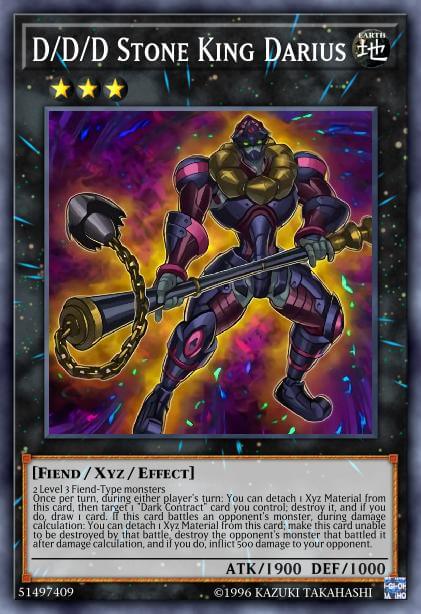 D/D/D STONE KING DARIUS
EARTH
地
[FIEND / XYZ / EFFECT]
2 Level 3 Fiend-Type monsters
Once per turn, during either player's turn: You can detach 1 Xyz Material from
this card, then target 1 "Dark Contract" card you control; destroy it, and if you
do, draw 1 card. If this card battles an opponent's monster, during damage
calculation: You can detach 1 Xyz Material from this card; make this card unable
to be destroyed by that battle, destroy the opponent's monster that battled it
after damage calculation, and if you do, inflict 500 damage to your opponent.
ATK/1900 DEF/1000
51497409
©1996 KAZUKI TAKAHASHI